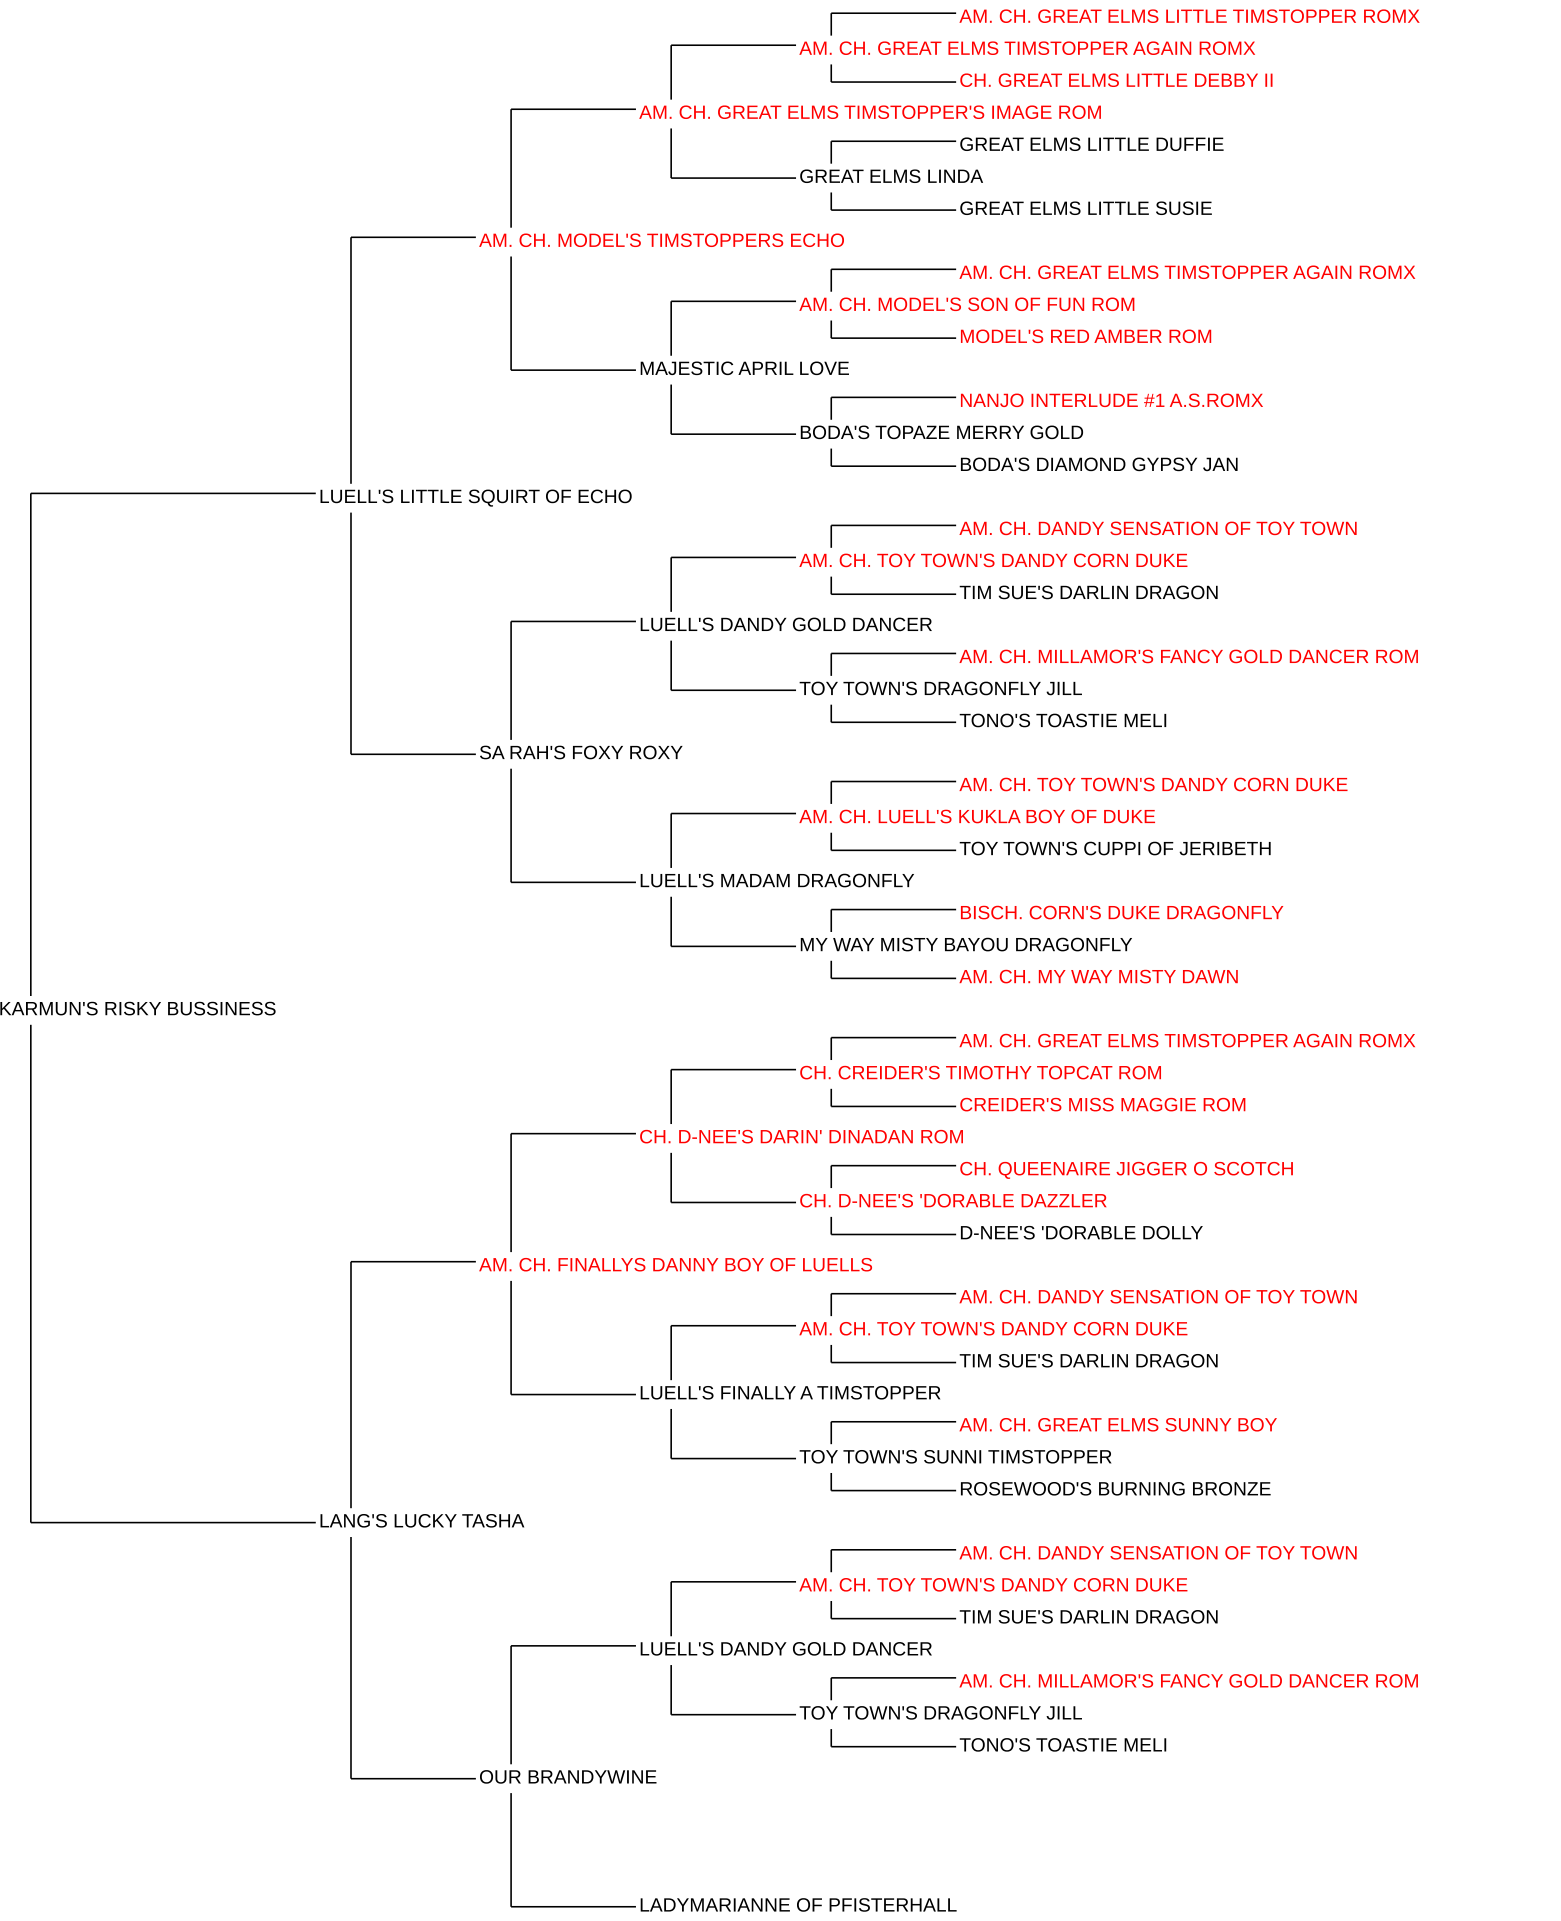 AM. CH. GREAT ELMS LITTLE TIMSTOPPER ROMX
AM. CH. GREAT ELMS TIMSTOPPER AGAIN ROMX
CH. GREAT ELMS LITTLE DEBBY II
AM. CH. GREAT ELMS TIMSTOPPER'S IMAGE ROM
GREAT ELMS LITTLE DUFFIE
GREAT ELMS LINDA
GREAT ELMS LITTLE SUSIE
AM. CH. MODEL'S TIMSTOPPERS ECHO
AM. CH. GREAT ELMS TIMSTOPPER AGAIN ROMX
AM. CH. MODEL'S SON OF FUN ROM
MODEL'S RED AMBER ROM
MAJESTIC APRIL LOVE
NANJO INTERLUDE #1 A.S.ROMX
BODA'S TOPAZE MERRY GOLD
BODA'S DIAMOND GYPSY JAN
LUELL'S LITTLE SQUIRT OF ECHO
AM. CH. DANDY SENSATION OF TOY TOWN
AM. CH. TOY TOWN'S DANDY CORN DUKE
TIM SUE'S DARLIN DRAGON
LUELL'S DANDY GOLD DANCER
AM. CH. MILLAMOR'S FANCY GOLD DANCER ROM
TOY TOWN'S DRAGONFLY JILL
TONO'S TOASTIE MELI
SA RAH'S FOXY ROXY
AM. CH. TOY TOWN'S DANDY CORN DUKE
AM. CH. LUELL'S KUKLA BOY OF DUKE
TOY TOWN'S CUPPI OF JERIBETH
LUELL'S MADAM DRAGONFLY
BISCH. CORN'S DUKE DRAGONFLY
MY WAY MISTY BAYOU DRAGONFLY
AM. CH. MY WAY MISTY DAWN
KARMUN'S RISKY BUSSINESS
AM. CH. GREAT ELMS TIMSTOPPER AGAIN ROMX
CH. CREIDER'S TIMOTHY TOPCAT ROM
CREIDER'S MISS MAGGIE ROM
CH. D-NEE'S DARIN' DINADAN ROM
CH. QUEENAIRE JIGGER O SCOTCH
CH. D-NEE'S 'DORABLE DAZZLER
D-NEE'S 'DORABLE DOLLY
AM. CH. FINALLYS DANNY BOY OF LUELLS
AM. CH. DANDY SENSATION OF TOY TOWN
AM. CH. TOY TOWN'S DANDY CORN DUKE
TIM SUE'S DARLIN DRAGON
LUELL'S FINALLY A TIMSTOPPER
AM. CH. GREAT ELMS SUNNY BOY
TOY TOWN'S SUNNI TIMSTOPPER
ROSEWOOD'S BURNING BRONZE
LANG'S LUCKY TASHA
AM. CH. DANDY SENSATION OF TOY TOWN
AM. CH. TOY TOWN'S DANDY CORN DUKE
TIM SUE'S DARLIN DRAGON
LUELL'S DANDY GOLD DANCER
AM. CH. MILLAMOR'S FANCY GOLD DANCER ROM
TOY TOWN'S DRAGONFLY JILL
TONO'S TOASTIE MELI
OUR BRANDYWINE
LADYMARIANNE OF PFISTERHALL